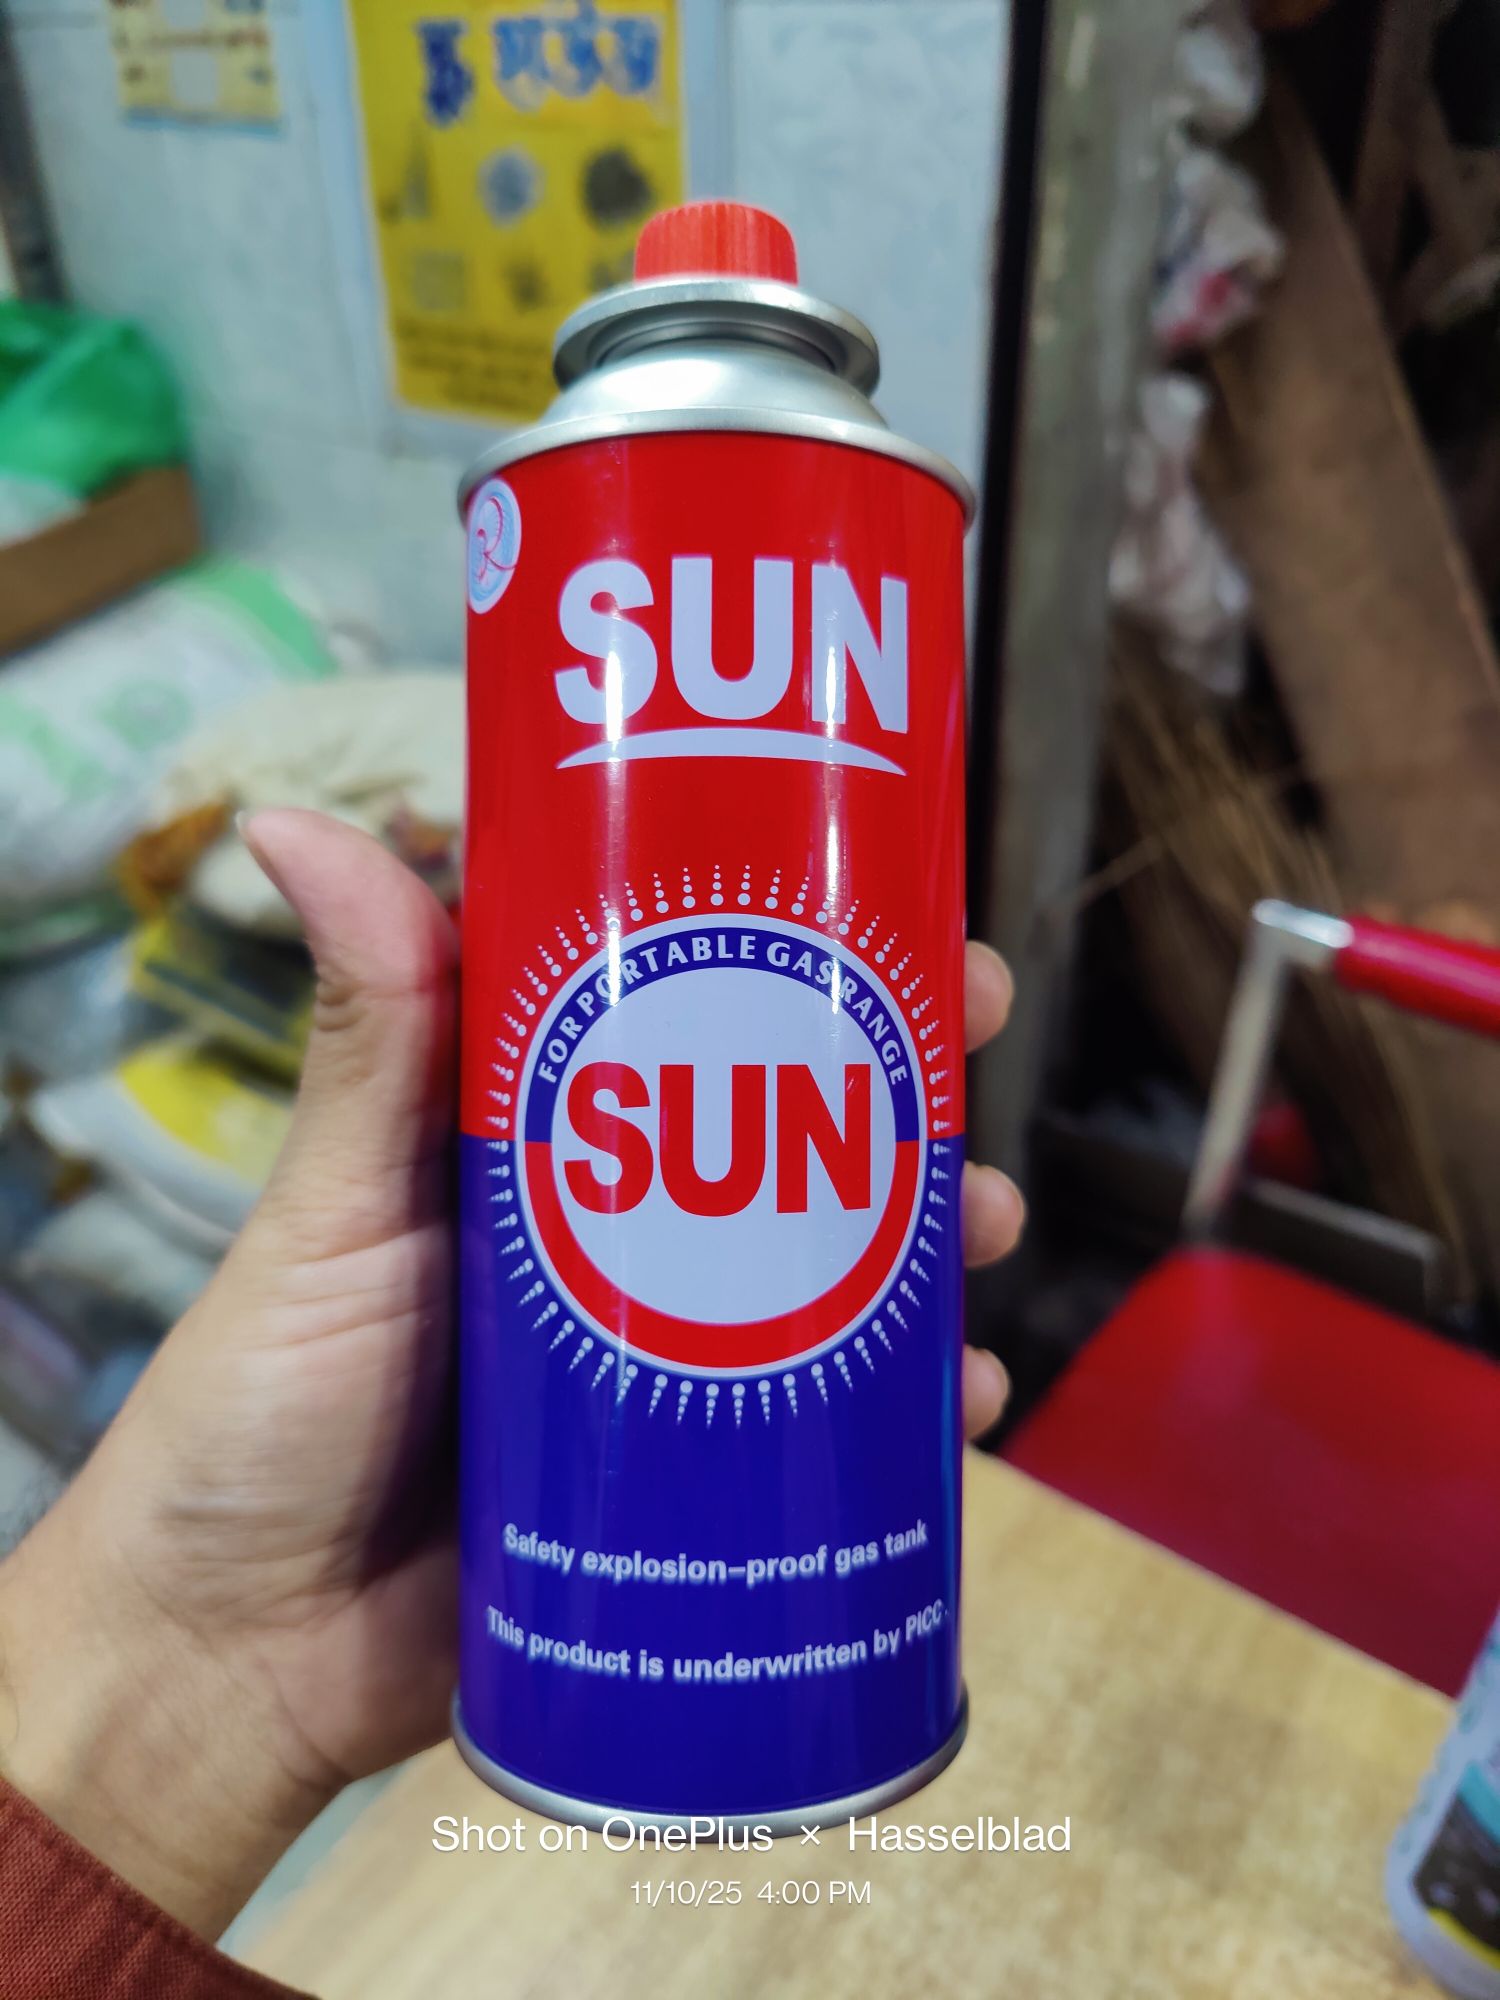 SUN
FOR PORTABLE GAS RANGE
SUN
Safety explosion-proof gas tank
This product is underwritten by PICC.
Shot on OnePlus × Hasselblad
11/10/25 4:00 PM